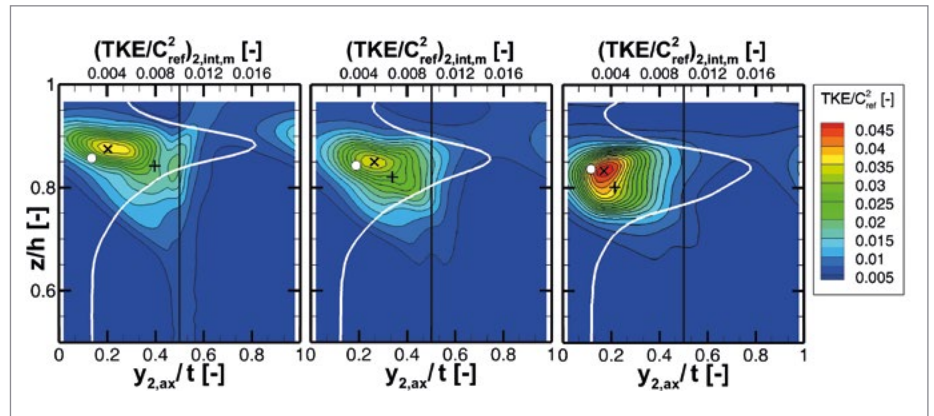 (TKE/C²ref)2,int,m [-] (TKE/C²ref)2,int,m [-] (TKE/C²ref)2,int,m [-]
0.004 0.008 0.012 0.016 0.004 0.008 0.012 0.016 0.004 0.008 0.012 0.016
1
0.8
0.6
z/h [-]
0 0.2 0.4 0.6 0.8 1 0 0.2 0.4 0.6 0.8 1 0 0.2 0.4 0.6 0.8 1
y2,ax/t [-] y2,ax/t [-] y2,ax/t [-]
TKE/C²ref [-]
0.045
0.04
0.035
0.03
0.025
0.02
0.015
0.01
0.005